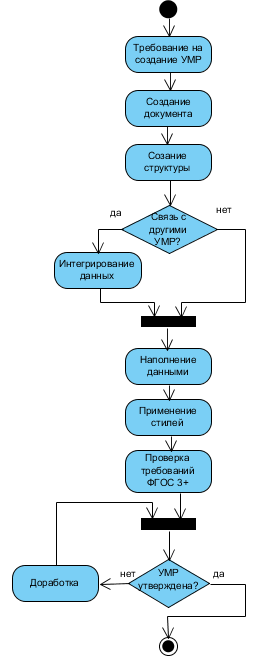 Требование на
создание УМР
Создание
документа
Созание
структуры
да
нет
Связь с
другими
УМР?
Интегрирование
данных
Наполнение
данными
Применение
стилей
Проверка
требований
ФГОС 3+
Доработка
нет
УМР
утверждена?
да